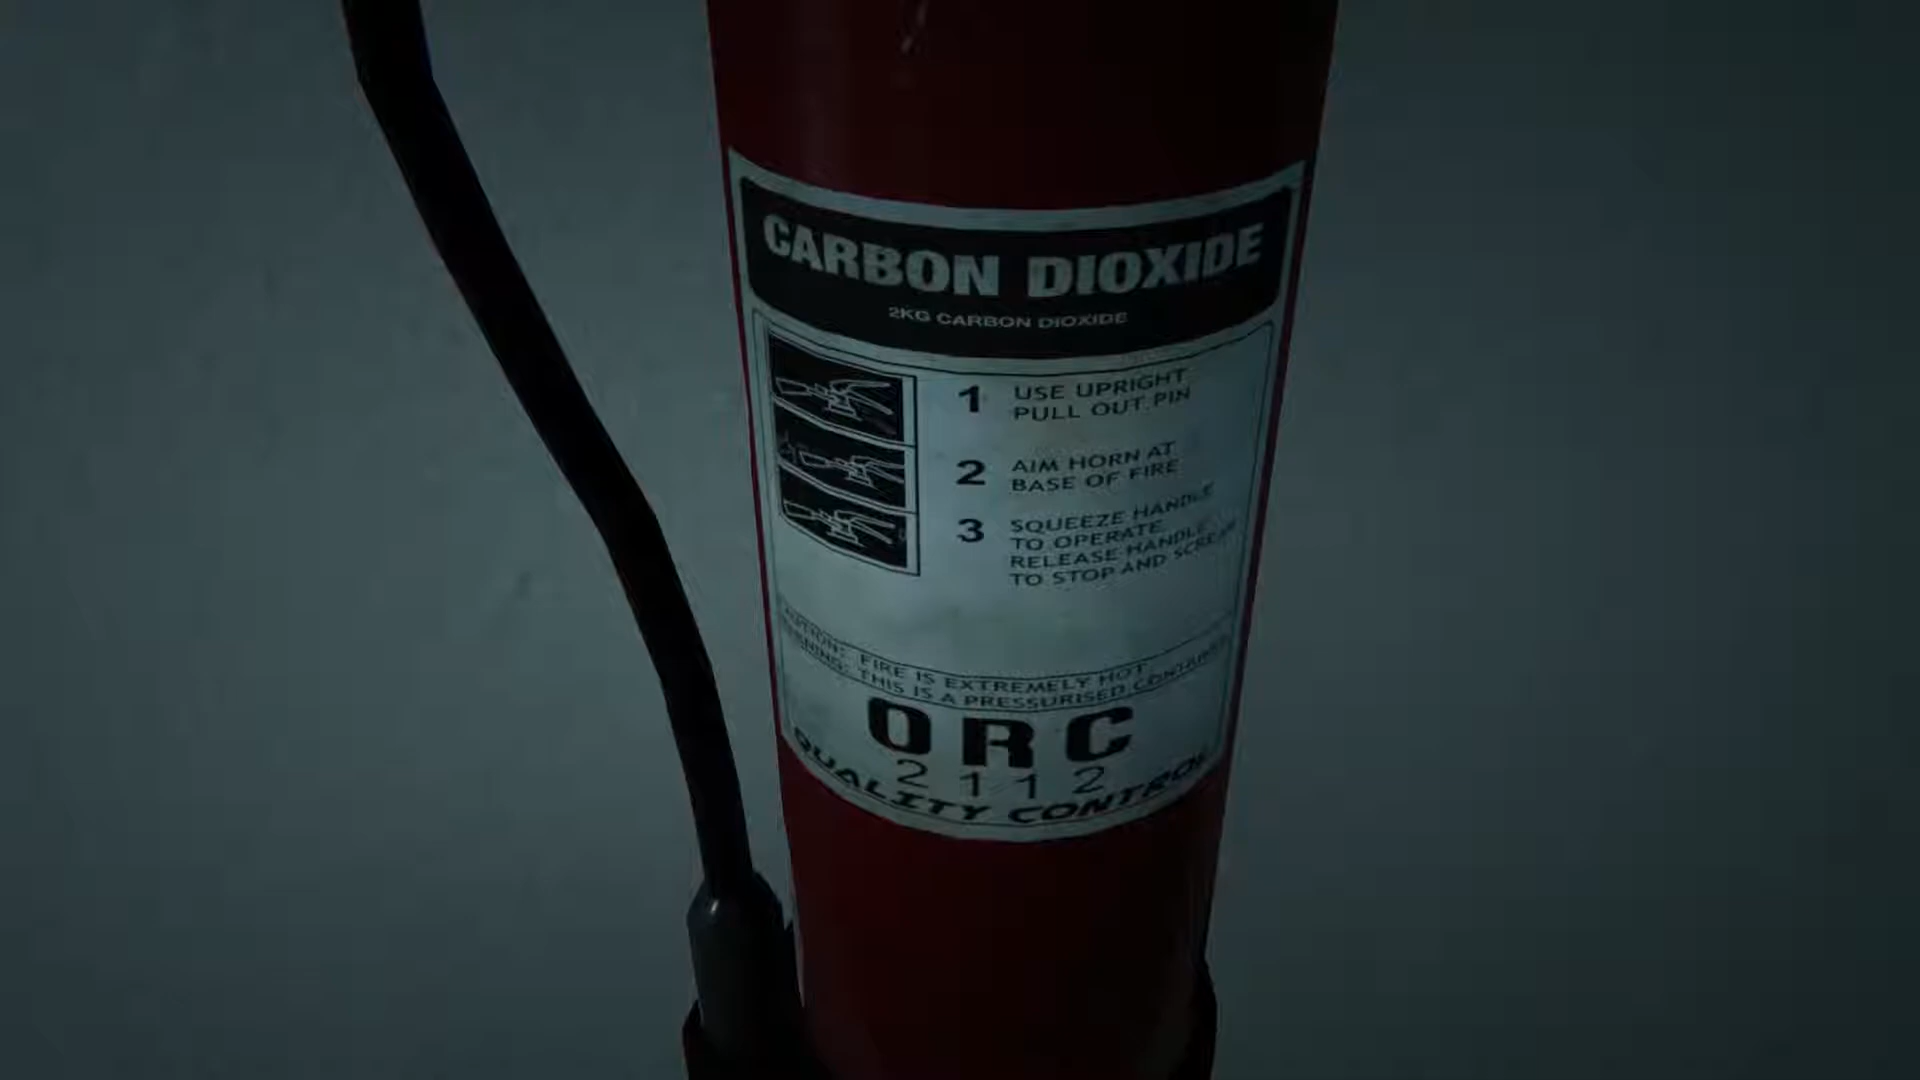 CARBON DIOXIDE
2KG CARBON DIOXIDE
1 USE UPRIGHT
PULL OUT PIN
2 AIM HORN AT
BASE OF FIRE
3 SQUEEZE HANDLE
TO OPERATE
RELEASE HANDLE
TO STOP AND SCREAM
FIRE IS EXTREMELY HOT
THIS IS A PRESSURISED
ORC
2112
QUALITY CONTROL